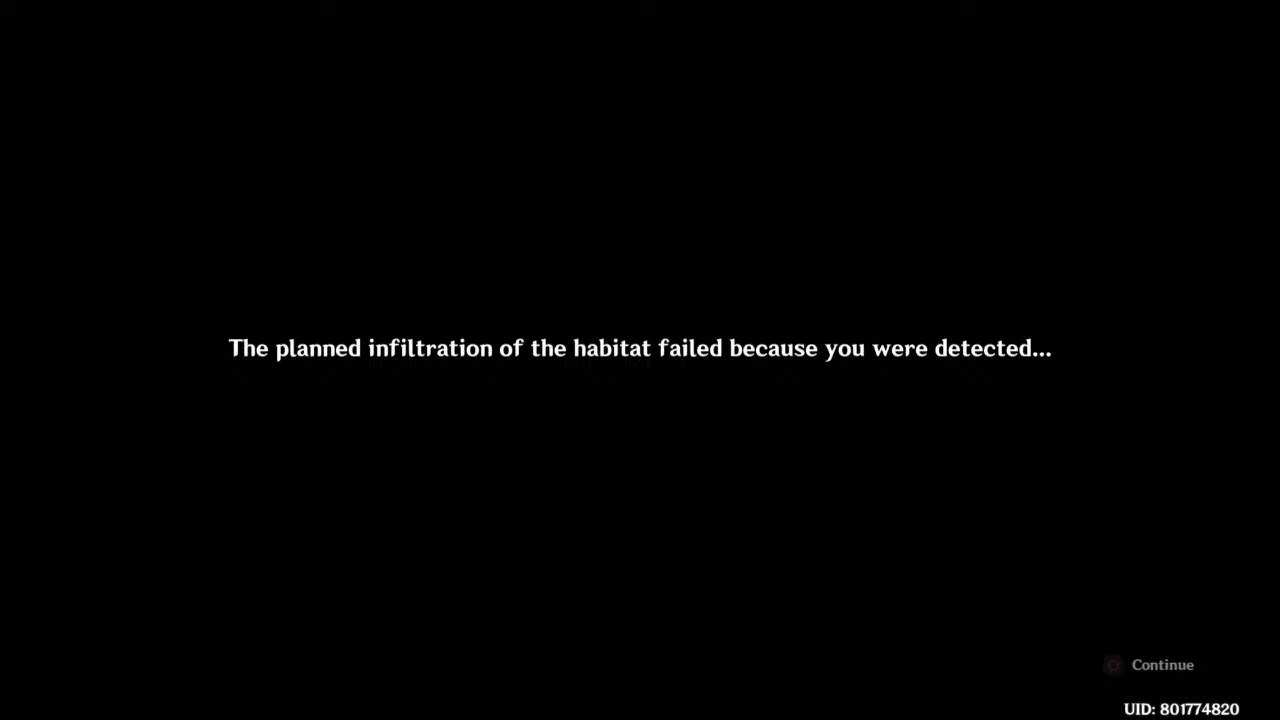 The planned infiltration of the habitat failed because you were detected...
Continue
UID: 801774820